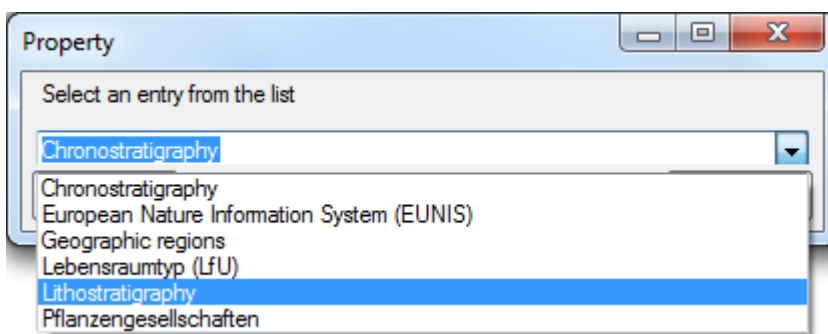 Property
Select an entry from the list
Chronostratigraphy
Chronostratigraphy
European Nature Information System (EUNIS)
Geographic regions
Lebensraumtyp (LfU)
Lithostratigraphy
Pflanzengesellschaften